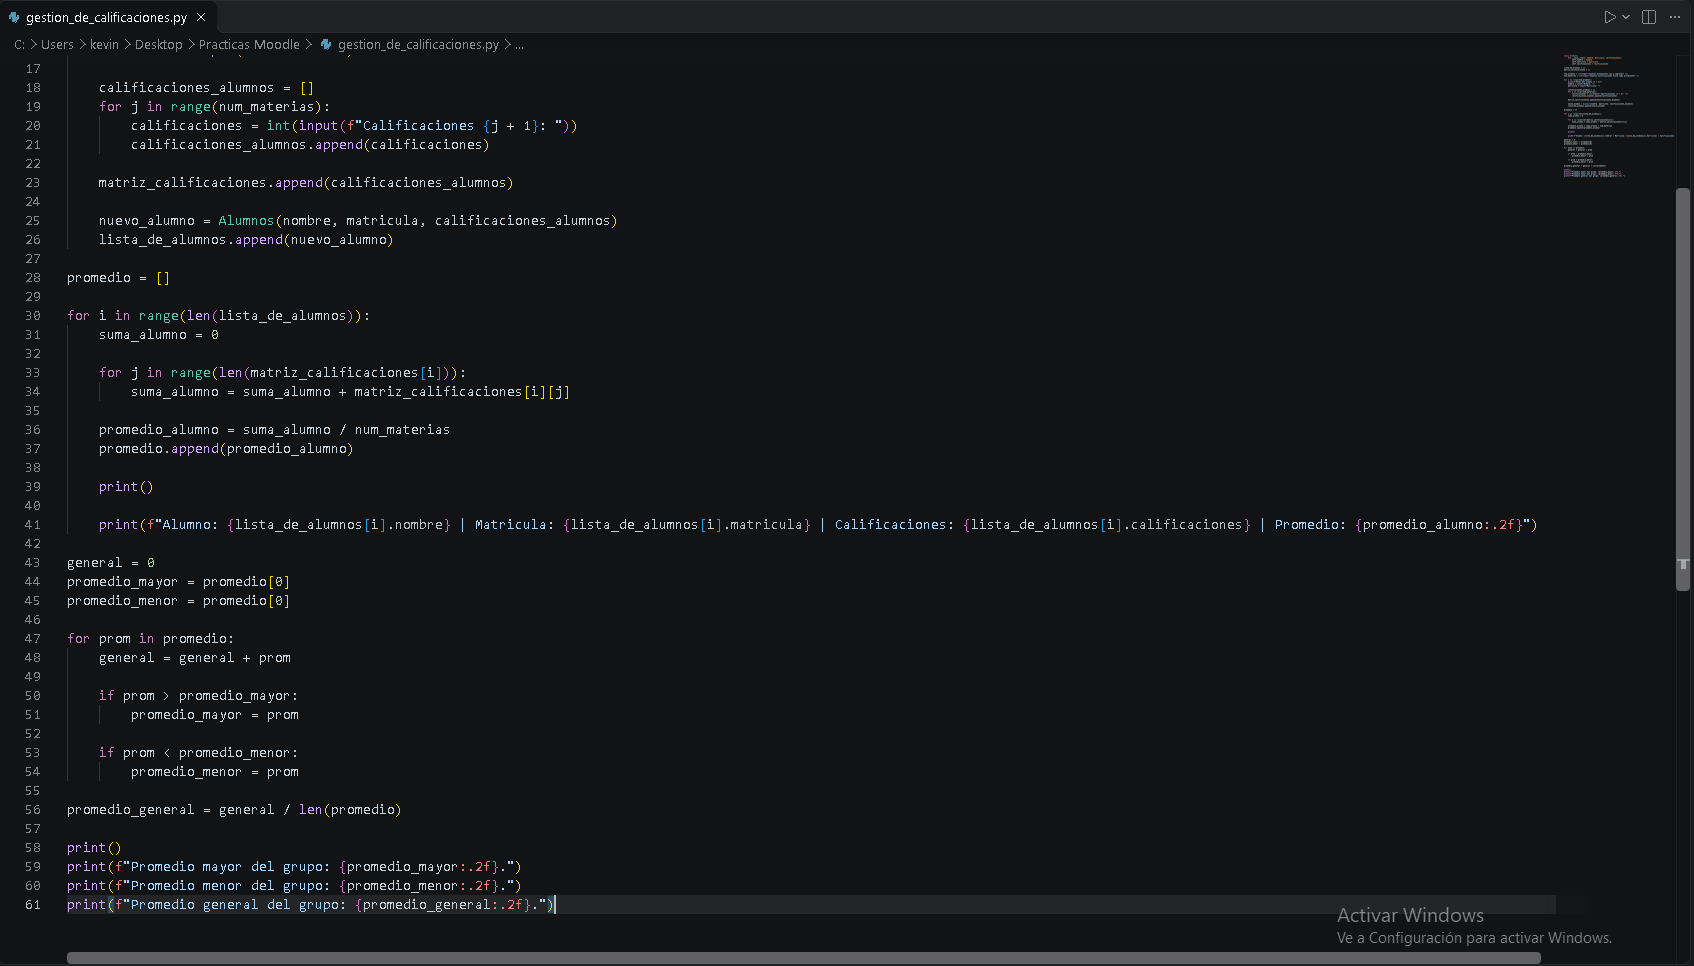 gestion_de_calificaciones.py
C: > Users > kevin > Desktop > Practicas Moodle > gestion_de_calificaciones.py > ...
17
18 calificaciones_alumnos = []
19 for j in range(num_materias):
20 calificaciones = int(input(f"Calificaciones {j + 1}: "))
21 calificaciones_alumnos.append(calificaciones)
22
23 matriz_calificaciones.append(calificaciones_alumnos)
24
25 nuevo_alumno = Alumnos(nombre, matricula, calificaciones_alumnos)
26 lista_de_alumnos.append(nuevo_alumno)
27
28 promedio = []
29
30 for i in range(len(lista_de_alumnos)):
31 suma_alumno = 0
32
33 for j in range(len(matriz_calificaciones[i])):
34 suma_alumno = suma_alumno + matriz_calificaciones[i][j]
35
36 promedio_alumno = suma_alumno / num_materias
37 promedio.append(promedio_alumno)
38
39 print()
40
41 print(f"Alumno: {lista_de_alumnos[i].nombre} | Matricula: {lista_de_alumnos[i].matricula} | Calificaciones: {lista_de_alumnos[i].calificaciones} | Promedio: {promedio_alumno:.2f}")
42
43 general = 0
44 promedio_mayor = promedio[0]
45 promedio_menor = promedio[0]
46
47 for prom in promedio:
48 general = general + prom
49
50 if prom > promedio_mayor:
51 promedio_mayor = prom
52
53 if prom < promedio_menor:
54 promedio_menor = prom
55
56 promedio_general = general / len(promedio)
57
58 print()
59 print(f"Promedio mayor del grupo: {promedio_mayor:.2f}.")
60 print(f"Promedio menor del grupo: {promedio_menor:.2f}.")
61 print(f"Promedio general del grupo: {promedio_general:.2f}.")
Activar Windows
Ve a Configuración para activar Windows.